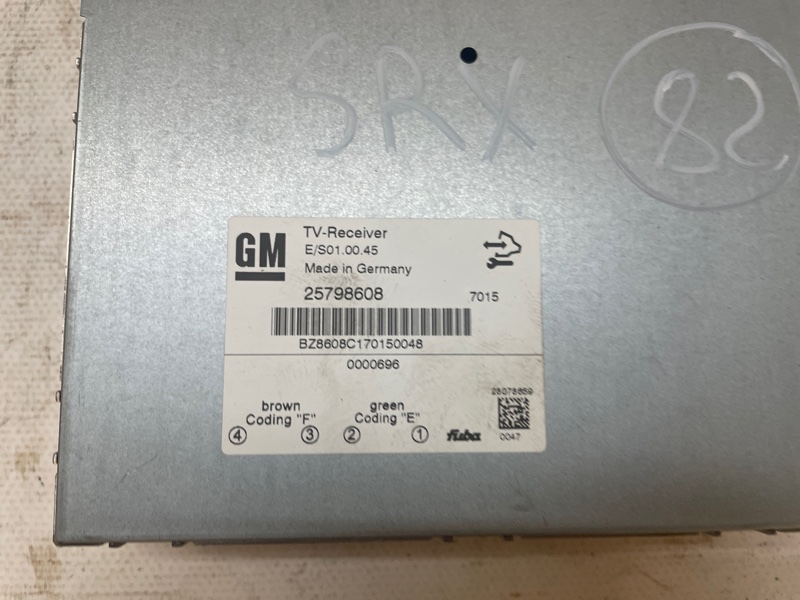 SRX
82
GM
TV-Receiver
E/S01.00.45
Made in Germany
25798608
7015
BZ8608C170150048
0000696
brown
Coding "F"
green
Coding "E"
4 3 2 1
fuba
28078859
0047